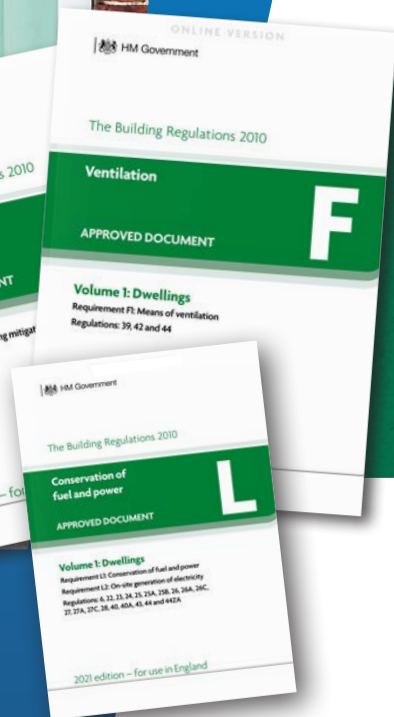 ONLINE VERSION
HM Government
The Building Regulations 2010
Ventilation
F
APPROVED DOCUMENT
Volume 1: Dwellings
Requirement F1: Means of ventilation
Regulations: 39, 42 and 44
s 2010
NT
ng mitigat
– for
HM Government
The Building Regulations 2010
Conservation of
fuel and power
L
APPROVED DOCUMENT
Volume 1: Dwellings
Requirement L1: Conservation of fuel and power
Requirement L2: On-site generation of electricity
Regulations: 6, 22, 23, 24, 25, 25A, 25B, 26, 26A, 26C,
27, 27A, 27C, 28, 40, 40A, 43, 44 and 44ZA
2021 edition – for use in England